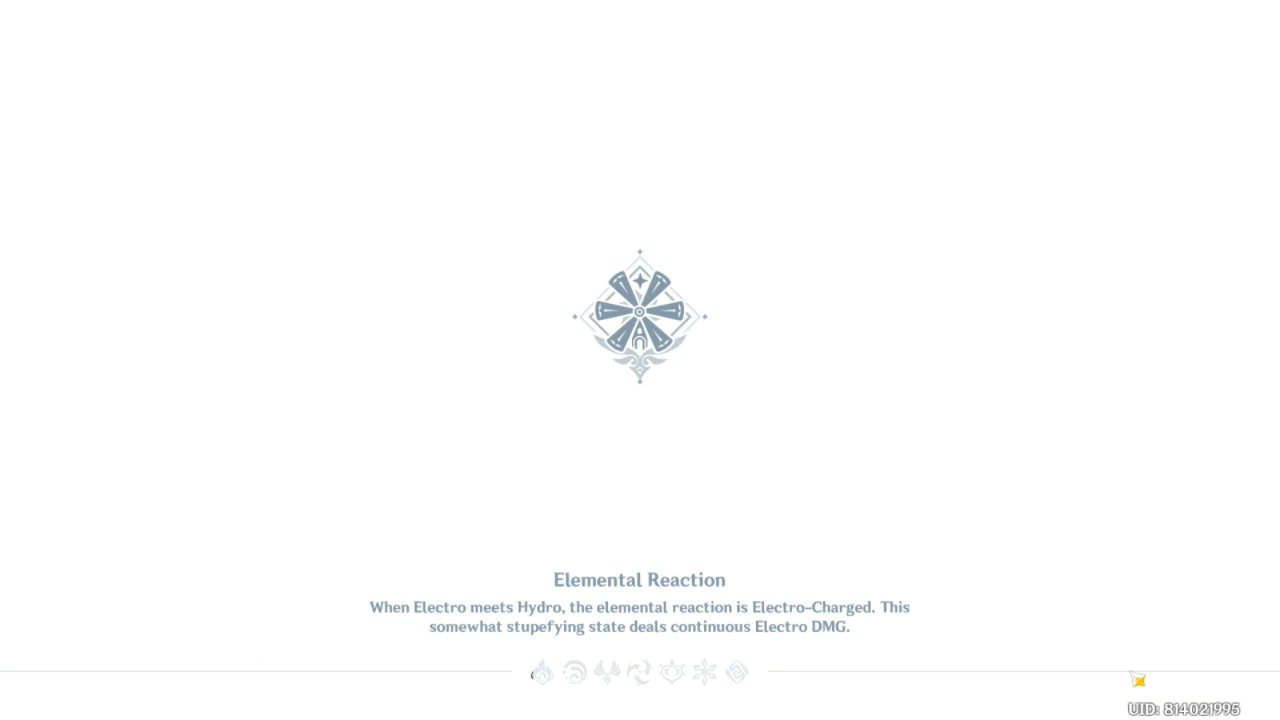 Elemental Reaction
When Electro meets Hydro, the elemental reaction is Electro-Charged. This
somewhat stupefying state deals continuous Electro DMG.
UID: 814021995